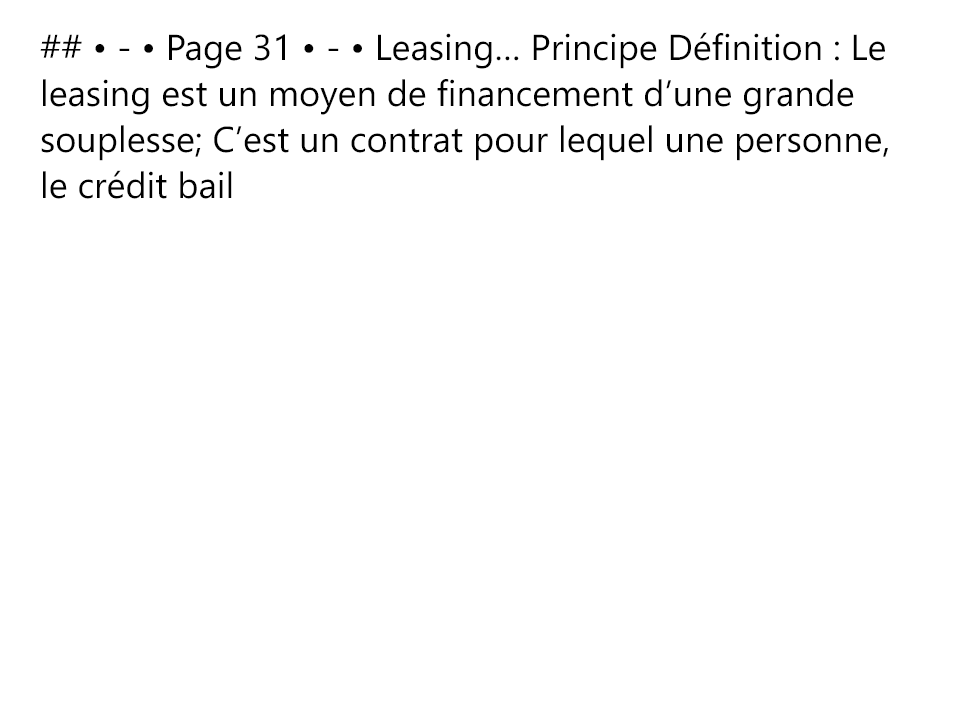 ## • - • Page 31 • - • Leasing… Principe Définition : Le
leasing est un moyen de financement d’une grande
souplesse; C’est un contrat pour lequel une personne,
le crédit bail